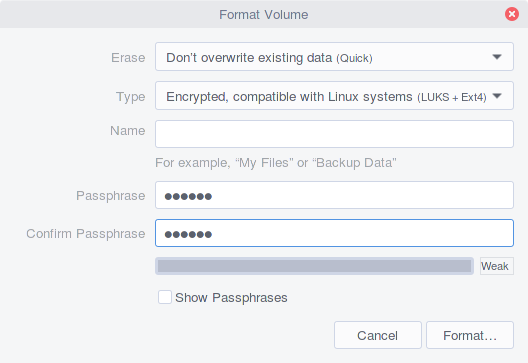 Format Volume
Erase Don't overwrite existing data (Quick)
Type Encrypted, compatible with Linux systems (LUKS + Ext4)
Name
For example, “My Files” or “Backup Data”
Passphrase ●●●●●●
Confirm Passphrase ●●●●●●
Weak
Show Passphrases
Cancel Format…